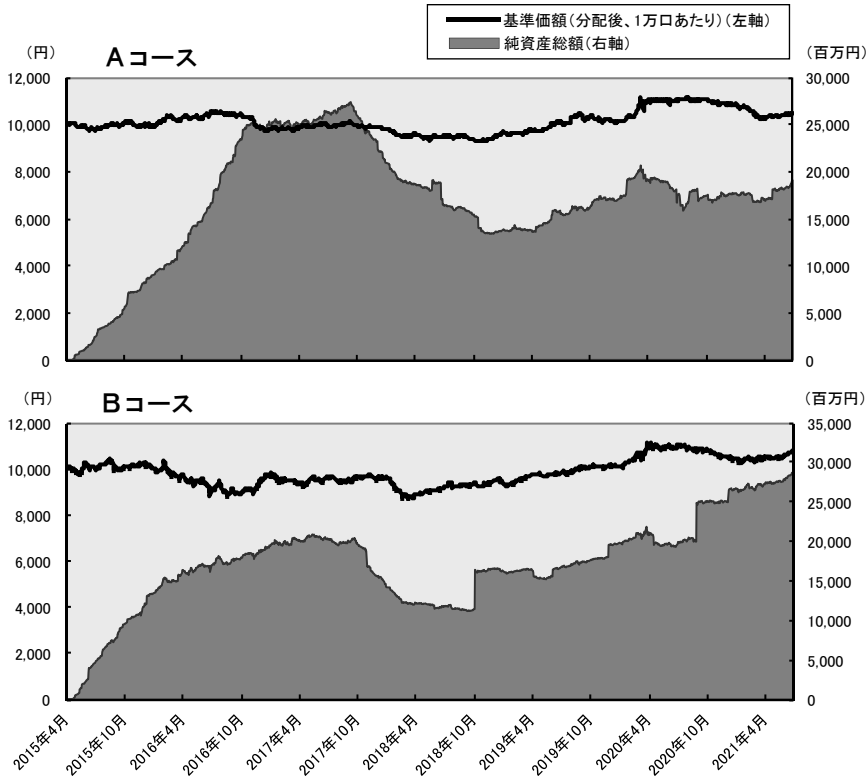 基準価額（分配後、1万口あたり）（左軸）
純資産総額（右軸）
（円）
Aコース
（百万円）
12,000
10,000
8,000
6,000
4,000
2,000
0
30,000
25,000
20,000
15,000
10,000
5,000
0
（円）
Bコース
（百万円）
12,000
10,000
8,000
6,000
4,000
2,000
0
35,000
30,000
25,000
20,000
15,000
10,000
5,000
0
2015年4月
2015年10月
2016年4月
2016年10月
2017年4月
2017年10月
2018年4月
2018年10月
2019年4月
2019年10月
2020年4月
2020年10月
2021年4月